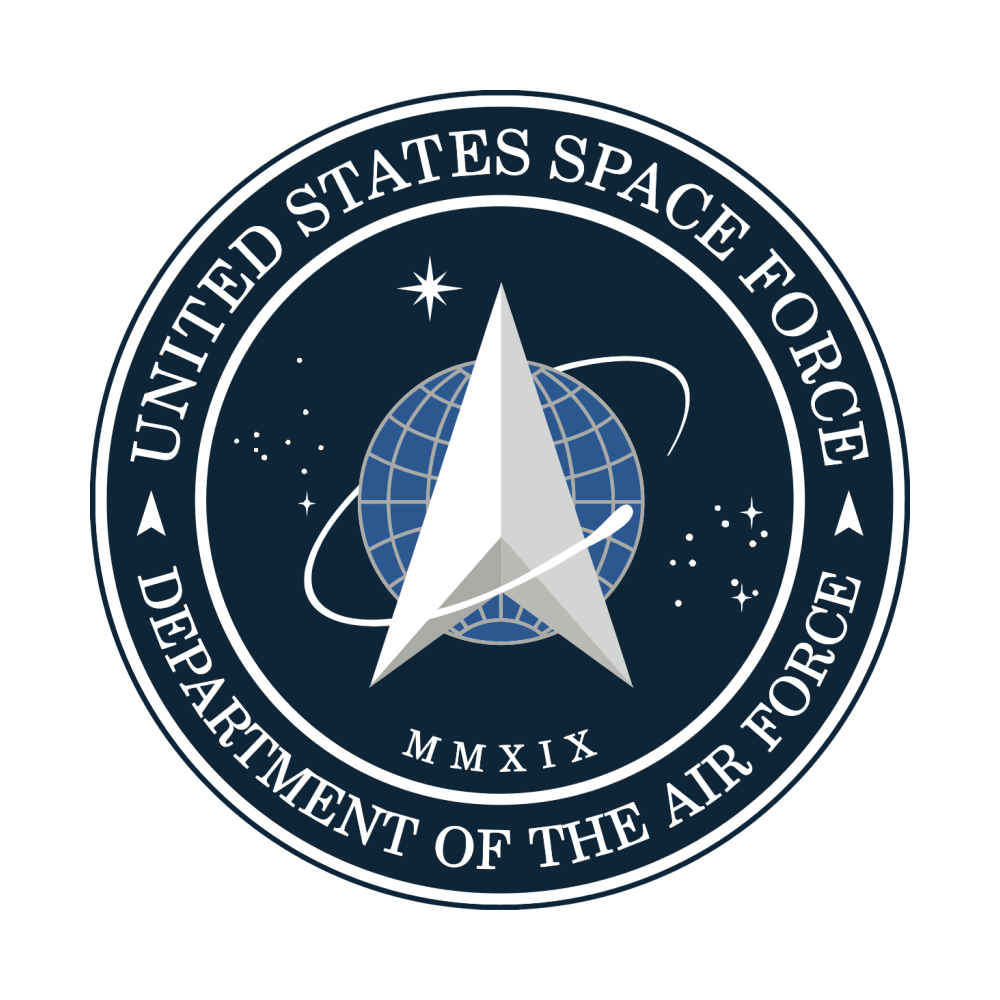 UNITED STATES SPACE FORCE
MMXIX
DEPARTMENT OF THE AIR FORCE